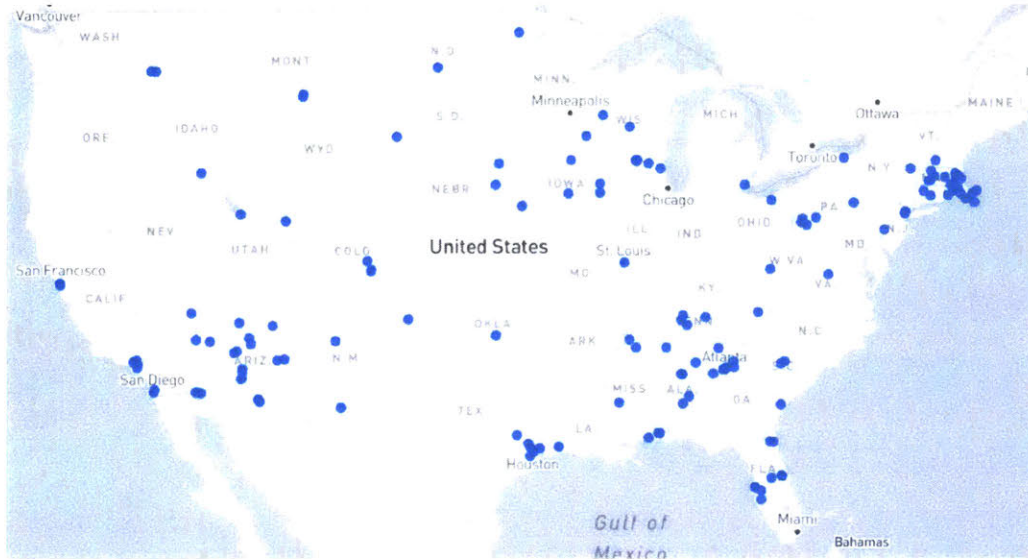 Vancouver
WASH
N.D.
MONT
MINN.
Minneapolis
MICH
MAINE
Ottawa
S.D.
WIS
IDAHO
ORE
VT.
Toronto
WYO
N.Y.
NEBR
IOWA
Chicago
PA
OHIO
NEV
UTAH
COLO
United States
ILL
IND
N.J.
MD
St. Louis
W.VA
San Francisco
MO
VA
CALIF
KY
OKLA
N.C.
ARK
ARIZ
N.M.
Atlanta
S.C.
San Diego
MISS
ALA
GA
TEX
LA
Houston
FLA
Gulf of
Mexico
Miami
Bahamas